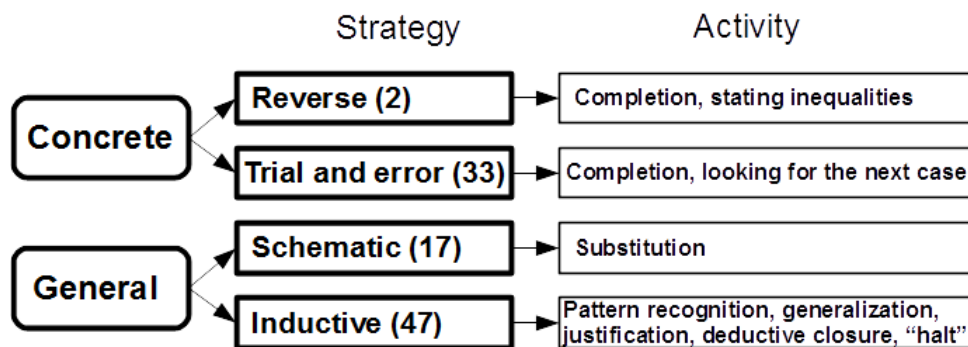 Strategy
Activity
Concrete
Reverse (2)
Completion, stating inequalities
Trial and error (33)
Completion, looking for the next case
General
Schematic (17)
Substitution
Inductive (47)
Pattern recognition, generalization,
justification, deductive closure, “halt”